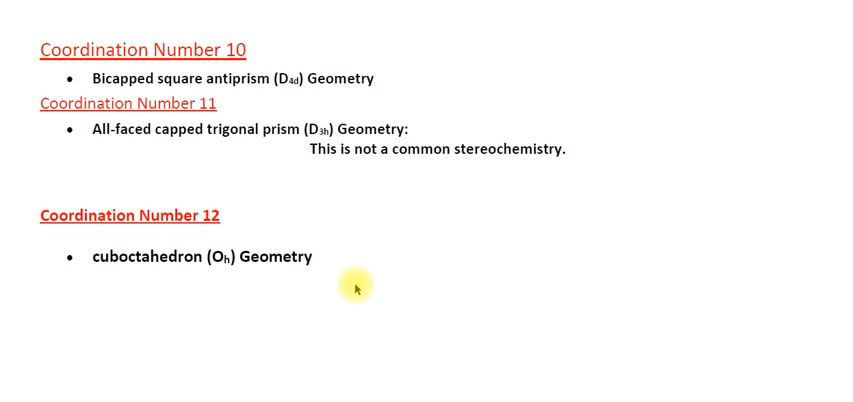 Coordination Number 10
• Bicapped square antiprism (D4d) Geometry
Coordination Number 11
• All-faced capped trigonal prism (D3h) Geometry:
This is not a common stereochemistry.
Coordination Number 12
• cuboctahedron (Oh) Geometry